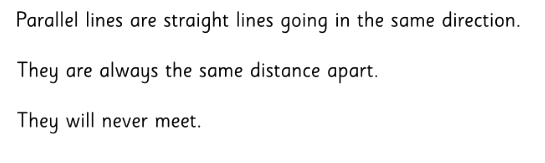 Parallel lines are straight lines going in the same direction.
They are always the same distance apart.
They will never meet.